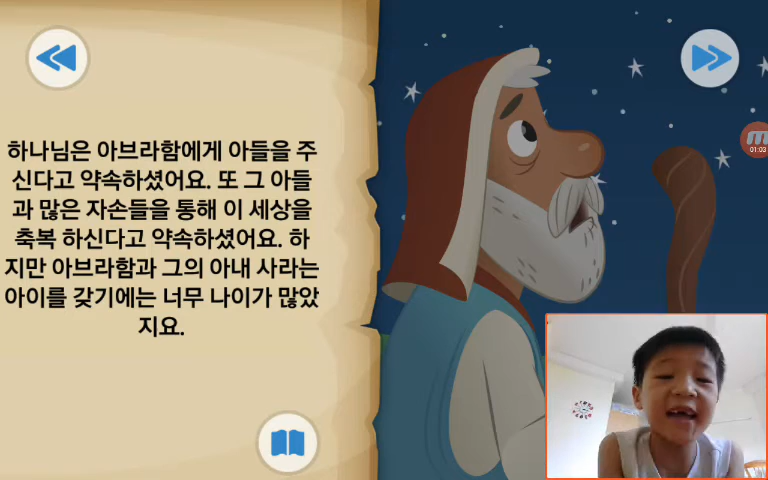 하나님은 아브라함에게 아들을 주
신다고 약속하셨어요. 또 그 아들
과 많은 자손들을 통해 이 세상을
축복 하신다고 약속하셨어요. 하
지만 아브라함과 그의 아내 사라는
아이를 갖기에는 너무 나이가 많았
지요.
01:03